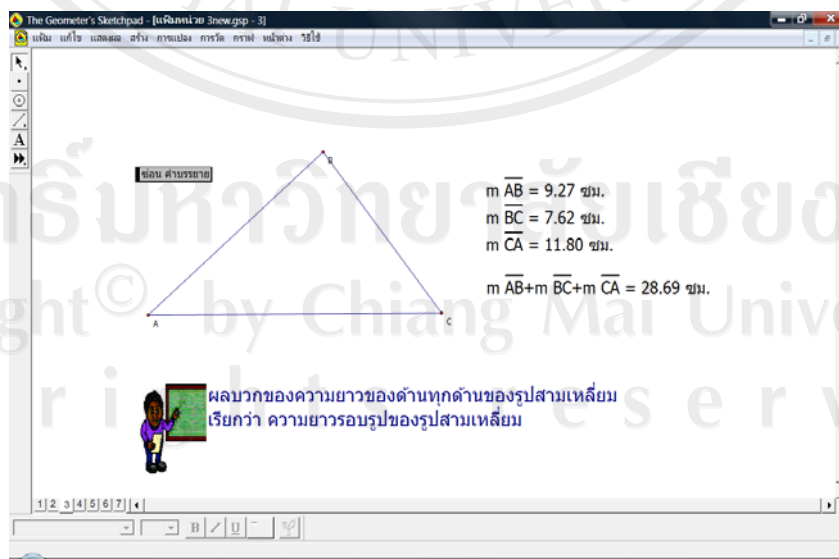 The Geometer's Sketchpad - [แฟ้มหน่วย 3new.gsp - 3]
แฟ้ม แก้ไข แสดงผล สร้าง การแปลง การวัด กราฟ หน้าต่าง วิธีใช้
ซ่อน คำบรรยาย
B
A
C
m AB = 9.27 ซม.
m BC = 7.62 ซม.
m CA = 11.80 ซม.
m AB+m BC+m CA = 28.69 ซม.
ผลบวกของความยาวของด้านทุกด้านของรูปสามเหลี่ยม
เรียกว่า ความยาวรอบรูปของรูปสามเหลี่ยม
1 2 3 4 5 6 7
B I U
by Chiang Mai Univ